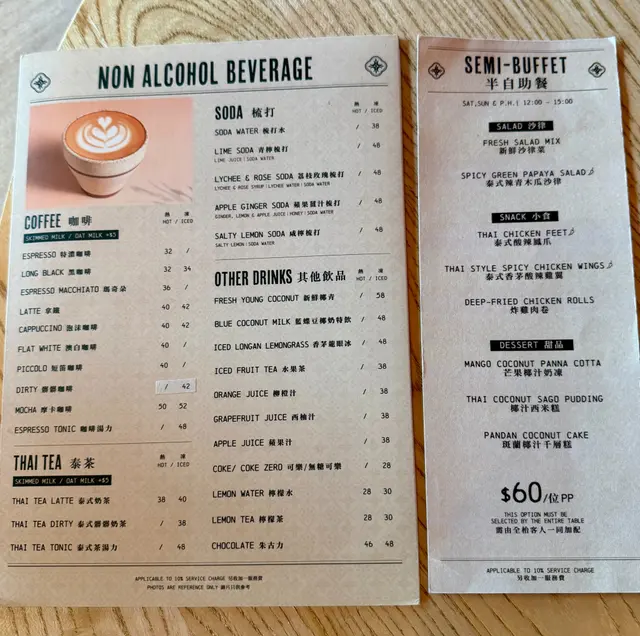 NON ALCOHOL BEVERAGE
COFFEE 咖啡
熱 凍
HOT / ICED
SKIMMED MILK / OAT MILK +$5
ESPRESSO 特濃咖啡 32 /
LONG BLACK 黑咖啡 32 34
ESPRESSO MACCHIATO 瑪奇朵 36 /
LATTE 拿鐵 40 42
CAPPUCCINO 泡沫咖啡 40 42
FLAT WHITE 澳白咖啡 40 /
PICCOLO 短笛咖啡 40 /
DIRTY 髒髒咖啡 / 42
MOCHA 摩卡咖啡 50 52
ESPRESSO TONIC 咖啡湯力 / 48
THAI TEA 泰茶
熱 凍
HOT / ICED
SKIMMED MILK / OAT MILK +$5
THAI TEA LATTE 泰式奶茶 38 40
THAI TEA DIRTY 泰式髒髒奶茶 / 38
THAI TEA TONIC 泰式茶湯力 / 48
SODA 梳打
熱 凍
HOT / ICED
SODA WATER 梳打水 / 38
LIME SODA 青檸梳打 / 48
LIME JUICE|SODA WATER
LYCHEE & ROSE SODA 荔枝玫瑰梳打 / 48
LYCHEE & ROSE SYRUP|LYCHEE WATER|SODA WATER
APPLE GINGER SODA 蘋果薑汁梳打 / 48
GINGER, LEMON & APPLE JUICE|HONEY|SODA WATER
SALTY LEMON SODA 咸檸梳打 / 48
SALTY LEMON|SODA WATER
OTHER DRINKS 其他飲品
熱 凍
HOT / ICED
FRESH YOUNG COCONUT 新鮮椰青 / 58
BLUE COCONUT MILK 藍蝶豆椰奶特飲 / 48
ICED LONGAN LEMONGRASS 香茅龍眼冰 / 48
ICED FRUIT TEA 水果茶 / 38
ORANGE JUICE 柳橙汁 / 38
GRAPEFRUIT JUICE 西柚汁 / 38
APPLE JUICE 蘋果汁 / 38
COKE/ COKE ZERO 可樂/無糖可樂 / 28
LEMON WATER 檸檬水 28 30
LEMON TEA 檸檬茶 28 30
CHOCOLATE 朱古力 46 48
APPLICABLE TO 10% SERVICE CHARGE 另收加一服務費
PHOTOS ARE REFERENCE ONLY 圖片只供參考
SEMI-BUFFET
半自助餐
SAT,SUN & P.H.( 12:00 - 15:00
SALAD 沙律
FRESH SALAD MIX
新鮮沙律菜
SPICY GREEN PAPAYA SALAD
泰式辣青木瓜沙律
SNACK 小食
THAI CHICKEN FEET
泰式酸辣鳳爪
THAI STYLE SPICY CHICKEN WINGS
泰式香茅酸辣雞翼
DEEP-FRIED CHICKEN ROLLS
炸雞肉卷
DESSERT 甜品
MANGO COCONUT PANNA COTTA
芒果椰汁奶凍
THAI COCONUT SAGO PUDDING
椰汁西米糕
PANDAN COCONUT CAKE
斑蘭椰汁千層糕
$60/位PP
THIS OPTION MUST BE
SELECTED BY THE ENTIRE TABLE
需由全枱客人一同加配
APPLICABLE TO 10% SERVICE CHARGE
另收加一服務費